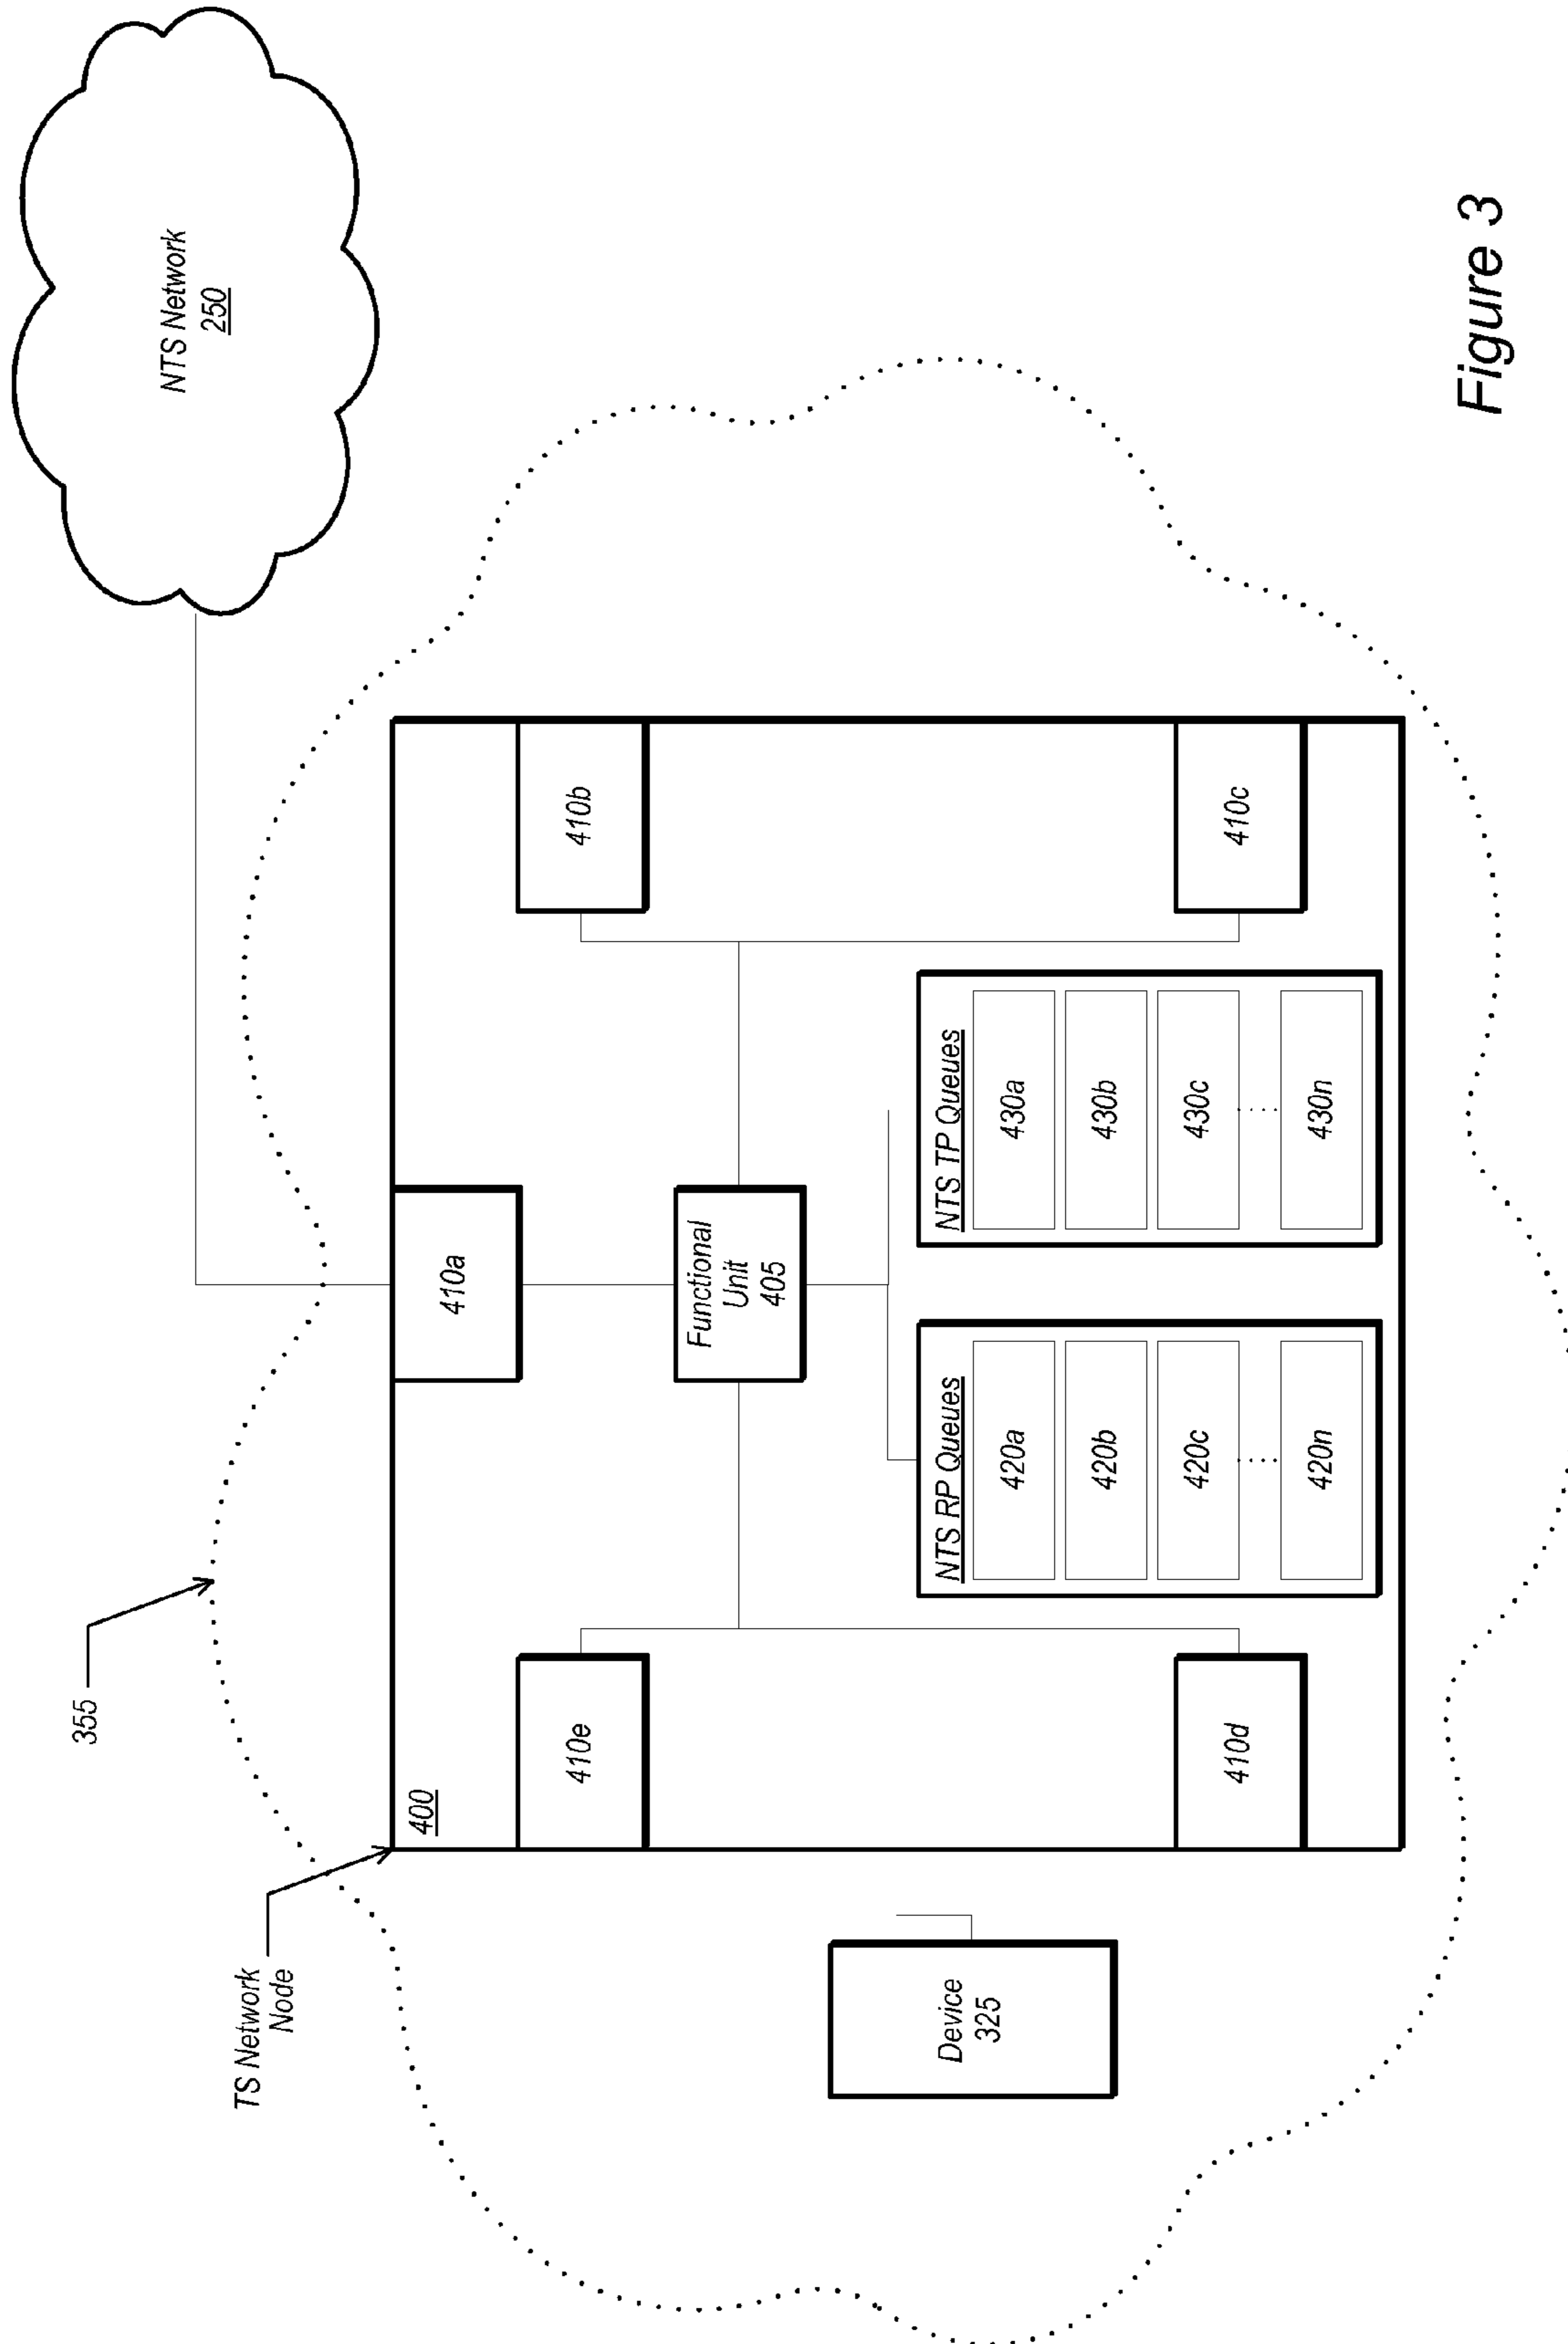 NTS Network
250
355
TS Network
Node
400
410a
410e
410b
Functional
Unit
405
410d
410c
NTS RP Queues
420a
420b
420c
420n
NTS TP Queues
430a
430b
430c
430n
Device
325
Figure 3